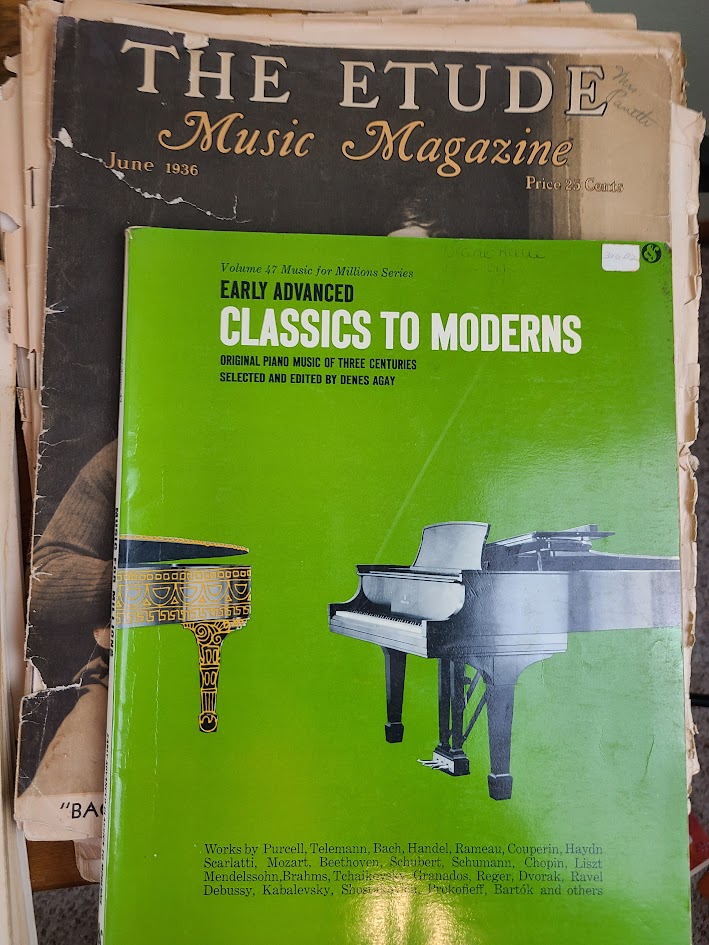 THE ETUDE
Music Magazine
June 1936
Price 25 Cents
Mrs.
Volume 47 Music for Millions Series
EARLY ADVANCED
CLASSICS TO MODERNS
ORIGINAL PIANO MUSIC OF THREE CENTURIES
SELECTED AND EDITED BY DENES AGAY
"BA
Works by Purcell, Telemann, Bach, Handel, Rameau, Couperin, Haydn
Scarlatti, Mozart, Beethoven, Schubert, Schumann, Chopin, Liszt
Mendelssohn,Brahms,Tchaikovsky, Granados, Reger, Dvorak, Ravel
Debussy, Kabalevsky, Shostakovich, Prokofieff, Bartók and others